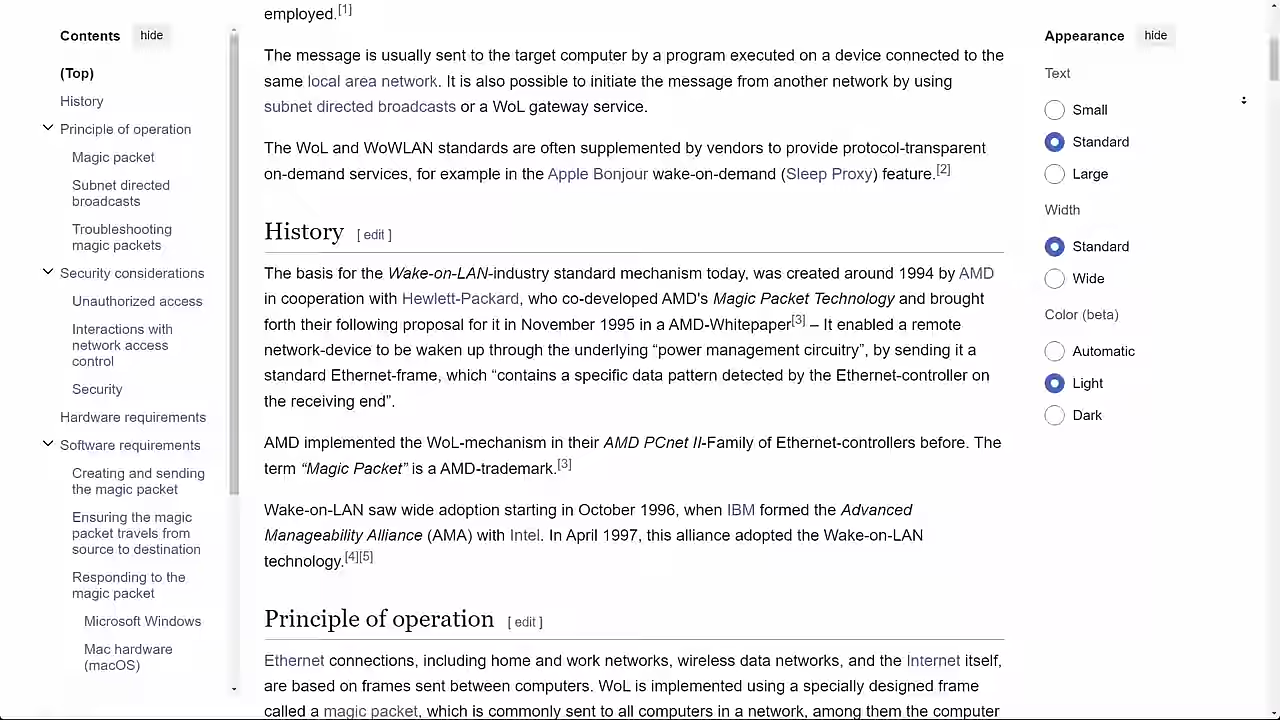 Contents hide
(Top)
History
Principle of operation
Magic packet
Subnet directed
broadcasts
Troubleshooting
magic packets
Security considerations
Unauthorized access
Interactions with
network access
control
Security
Hardware requirements
Software requirements
Creating and sending
the magic packet
Ensuring the magic
packet travels from
source to destination
Responding to the
magic packet
Microsoft Windows
Mac hardware
(macOS)
employed.[1]
The message is usually sent to the target computer by a program executed on a device connected to the
same local area network. It is also possible to initiate the message from another network by using
subnet directed broadcasts or a WoL gateway service.
The WoL and WoWLAN standards are often supplemented by vendors to provide protocol-transparent
on-demand services, for example in the Apple Bonjour wake-on-demand (Sleep Proxy) feature.[2]
History [ edit ]
The basis for the Wake-on-LAN-industry standard mechanism today, was created around 1994 by AMD
in cooperation with Hewlett-Packard, who co-developed AMD's Magic Packet Technology and brought
forth their following proposal for it in November 1995 in a AMD-Whitepaper[3] – It enabled a remote
network-device to be waken up through the underlying “power management circuitry”, by sending it a
standard Ethernet-frame, which “contains a specific data pattern detected by the Ethernet-controller on
the receiving end”.
AMD implemented the WoL-mechanism in their AMD PCnet II-Family of Ethernet-controllers before. The
term “Magic Packet” is a AMD-trademark.[3]
Wake-on-LAN saw wide adoption starting in October 1996, when IBM formed the Advanced
Manageability Alliance (AMA) with Intel. In April 1997, this alliance adopted the Wake-on-LAN
technology.[4][5]
Principle of operation [ edit ]
Ethernet connections, including home and work networks, wireless data networks, and the Internet itself,
are based on frames sent between computers. WoL is implemented using a specially designed frame
called a magic packet, which is commonly sent to all computers in a network, among them the computer
Appearance hide
Text
Small
Standard
Large
Width
Standard
Wide
Color (beta)
Automatic
Light
Dark